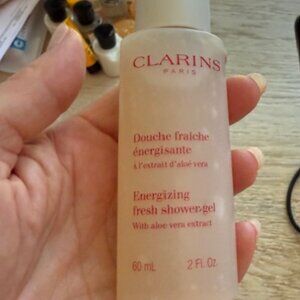 CLARINS
PARIS
Douche fraîche
énergisante
à l'extrait d'aloé vera
Energizing
fresh shower-gel
With aloe vera extract
60 mL 2 Fl.Oz.